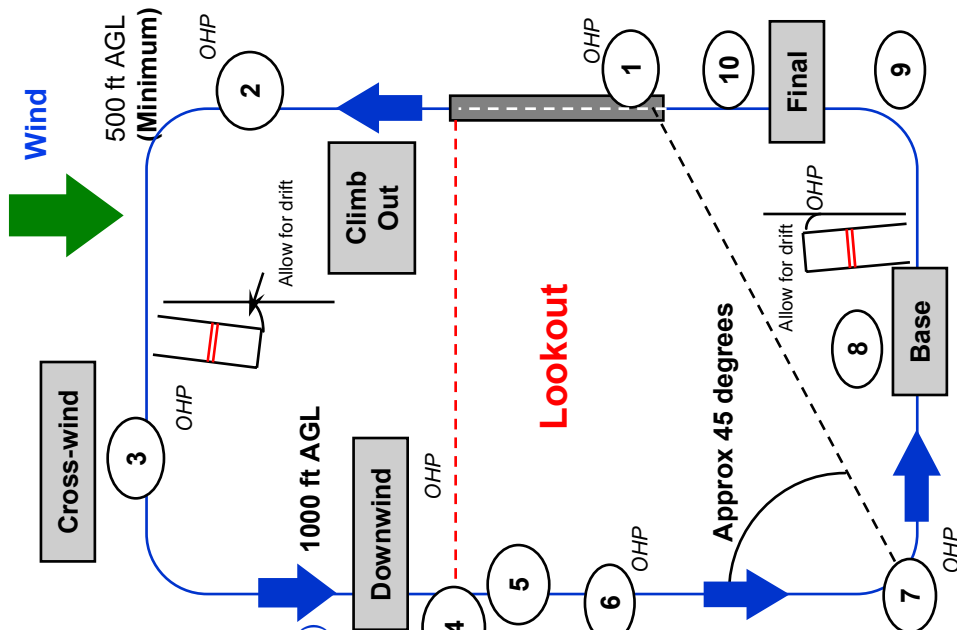 Wind
500 ft AGL
(Minimum)
OHP
2
Cross-wind
3
OHP
Allow for drift
Climb
Out
OHP
1
1000 ft AGL
Downwind
OHP
4
5
6
OHP
Lookout
Approx 45 degrees
7
OHP
Base
8
Allow for drift
OHP
9
Final
10